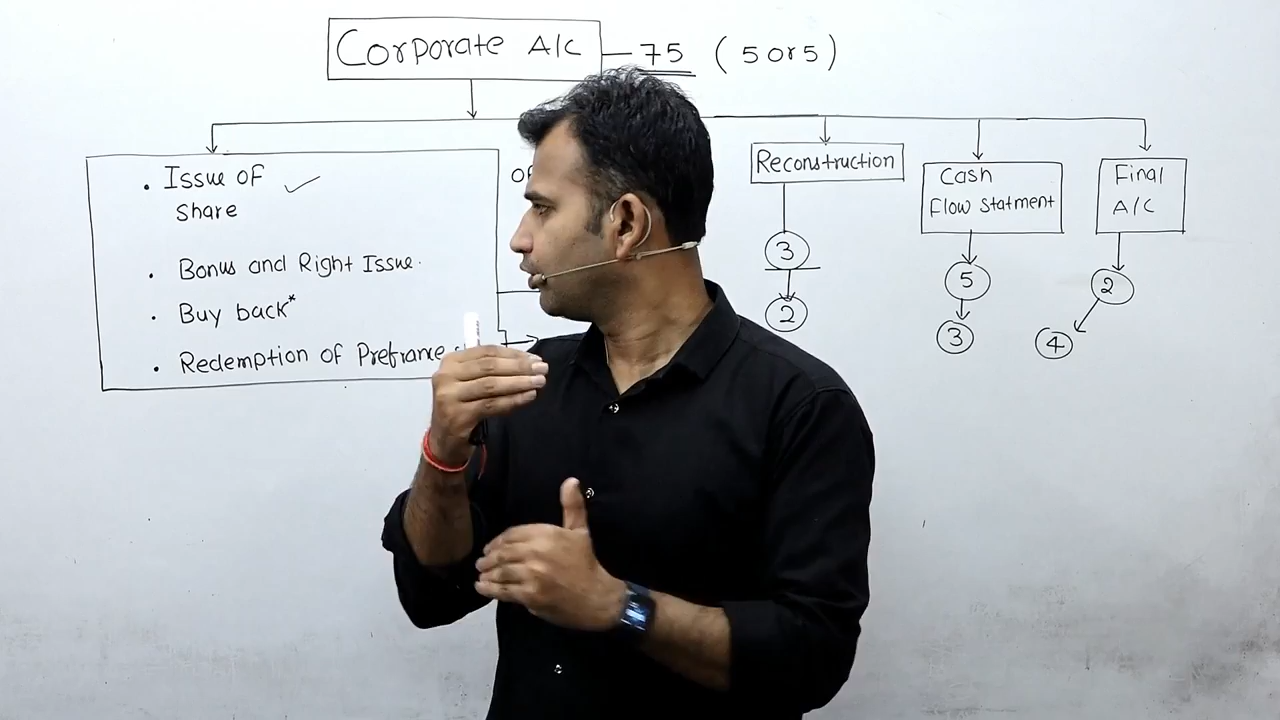 Corporate A/C — 75 (5 or 5)
• Issue of ✓
Share
• Bonus and Right Issue.
• Buy back*
• Redemption of Prefrance
Reconstruction
3
2
Cash
Flow Statment
5
3
Final
A/C
2
4